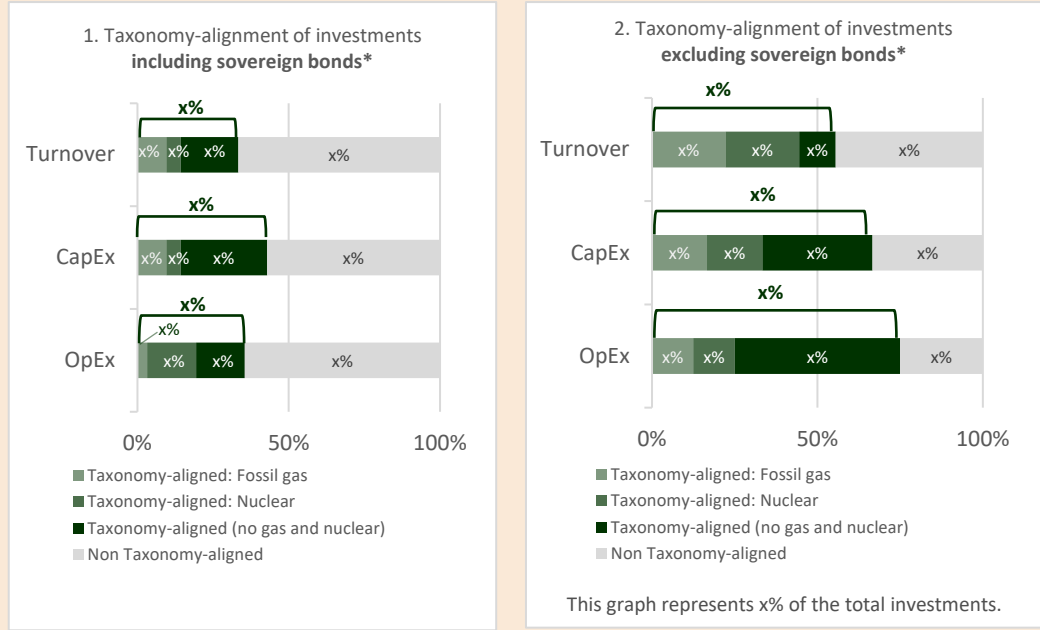 1. Taxonomy-alignment of investments
including sovereign bonds*
x%
Turnover
x% x% x% x%
x%
CapEx
x% x% x% x%
x%
x%
OpEx
x% x% x%
0% 50% 100%
Taxonomy-aligned: Fossil gas
Taxonomy-aligned: Nuclear
Taxonomy-aligned (no gas and nuclear)
Non Taxonomy-aligned
2. Taxonomy-alignment of investments
excluding sovereign bonds*
x%
Turnover
x% x% x% x%
x%
CapEx
x% x% x% x%
x%
OpEx
x% x% x% x%
0% 50% 100%
Taxonomy-aligned: Fossil gas
Taxonomy-aligned: Nuclear
Taxonomy-aligned (no gas and nuclear)
Non Taxonomy-aligned
This graph represents x% of the total investments.